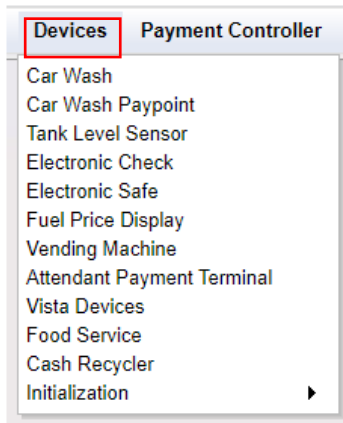 Devices Payment Controller
Car Wash
Car Wash Paypoint
Tank Level Sensor
Electronic Check
Electronic Safe
Fuel Price Display
Vending Machine
Attendant Payment Terminal
Vista Devices
Food Service
Cash Recycler
Initialization